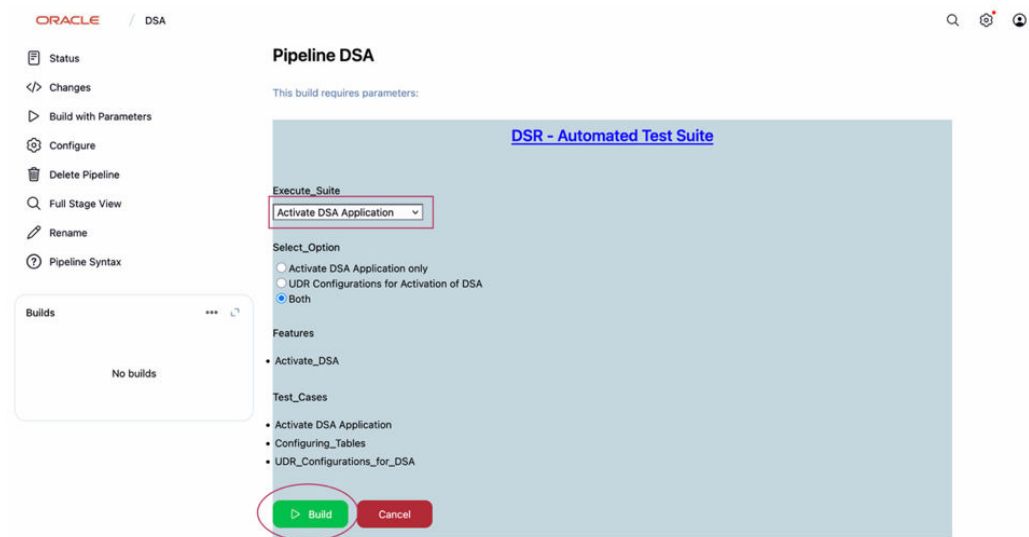 ORACLE / DSA
Status
</> Changes
Build with Parameters
Configure
Delete Pipeline
Full Stage View
Rename
Pipeline Syntax
Builds
No builds
Pipeline DSA
This build requires parameters:
DSR - Automated Test Suite
Execute_Suite
Activate DSA Application
Select_Option
Activate DSA Application only
UDR Configurations for Activation of DSA
Both
Features
• Activate_DSA
Test_Cases
• Activate DSA Application
• Configuring_Tables
• UDR_Configurations_for_DSA
Build
Cancel